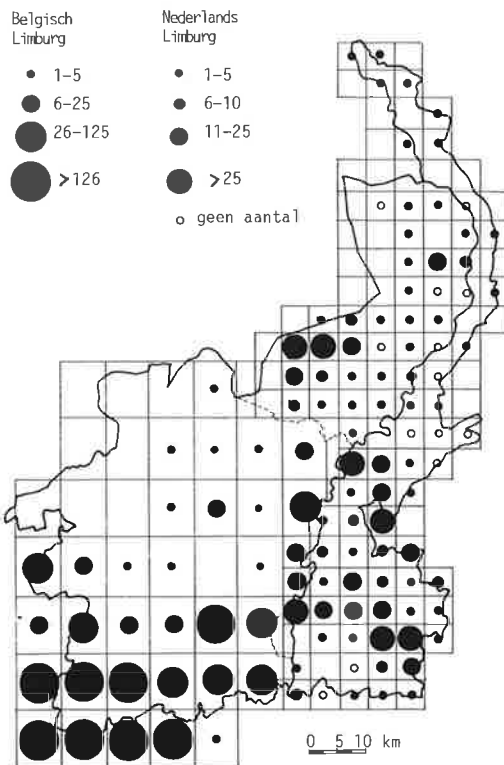 Belgisch
Limburg
1-5
6-25
26-125
>126
Nederlands
Limburg
1-5
6-10
11-25
>25
geen aantal
0 5 10 km